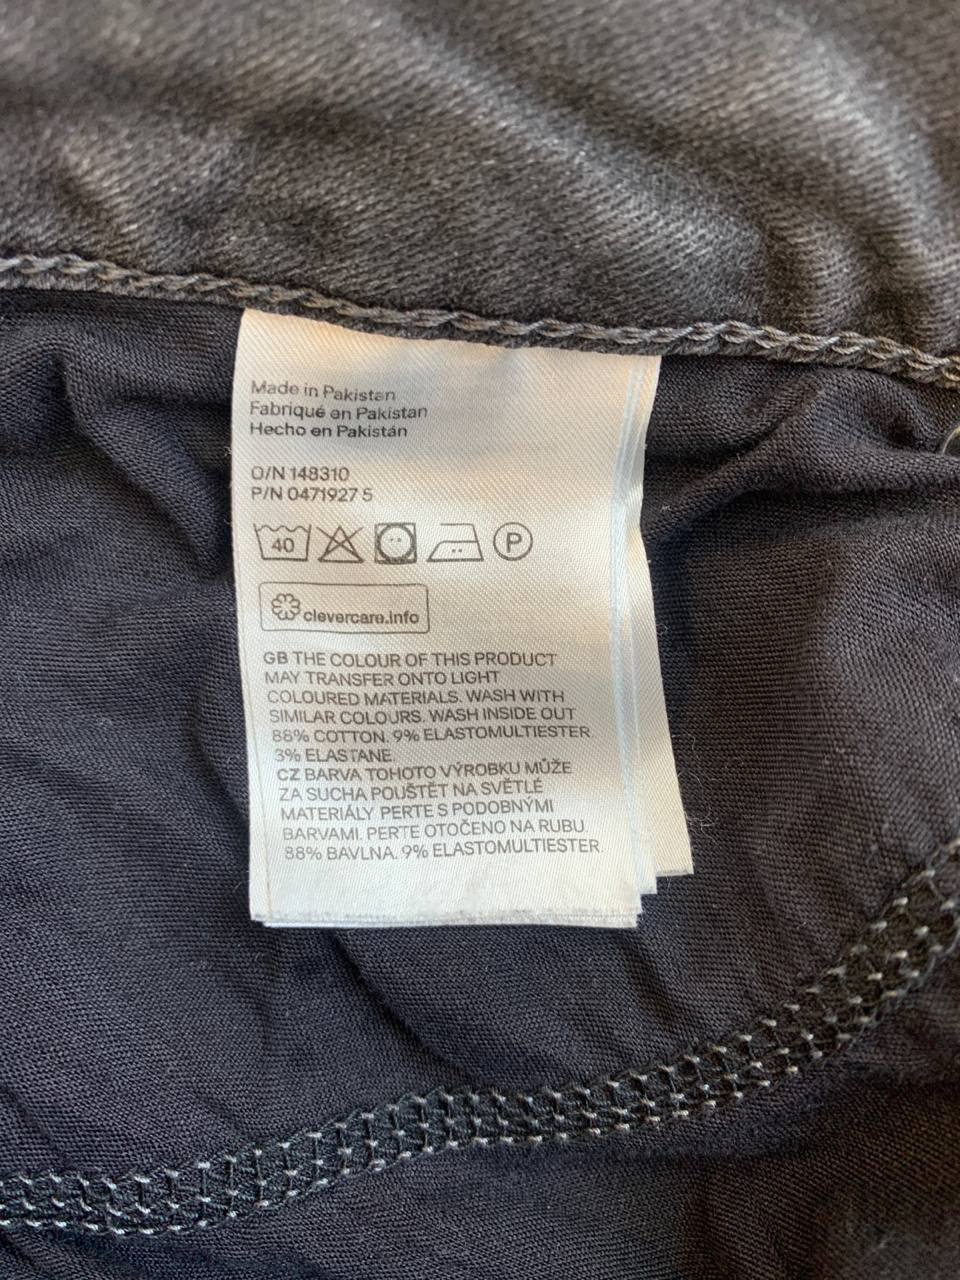 Made in Pakistan
Fabriqué en Pakistan
Hecho en Pakistán
O/N 148310
P/N 0471927 5
40 P
clevercare.info
GB THE COLOUR OF THIS PRODUCT
MAY TRANSFER ONTO LIGHT
COLOURED MATERIALS. WASH WITH
SIMILAR COLOURS. WASH INSIDE OUT
88% COTTON. 9% ELASTOMULTIESTER.
3% ELASTANE.
CZ BARVA TOHOTO VÝROBKU MŮŽE
ZA SUCHA POUŠTĚT NA SVĚTLÉ
MATERIÁLY PERTE S PODOBNÝMI
BARVAMI. PERTE OTOČENO NA RUBU.
88% BAVLNA. 9% ELASTOMULTIESTER.